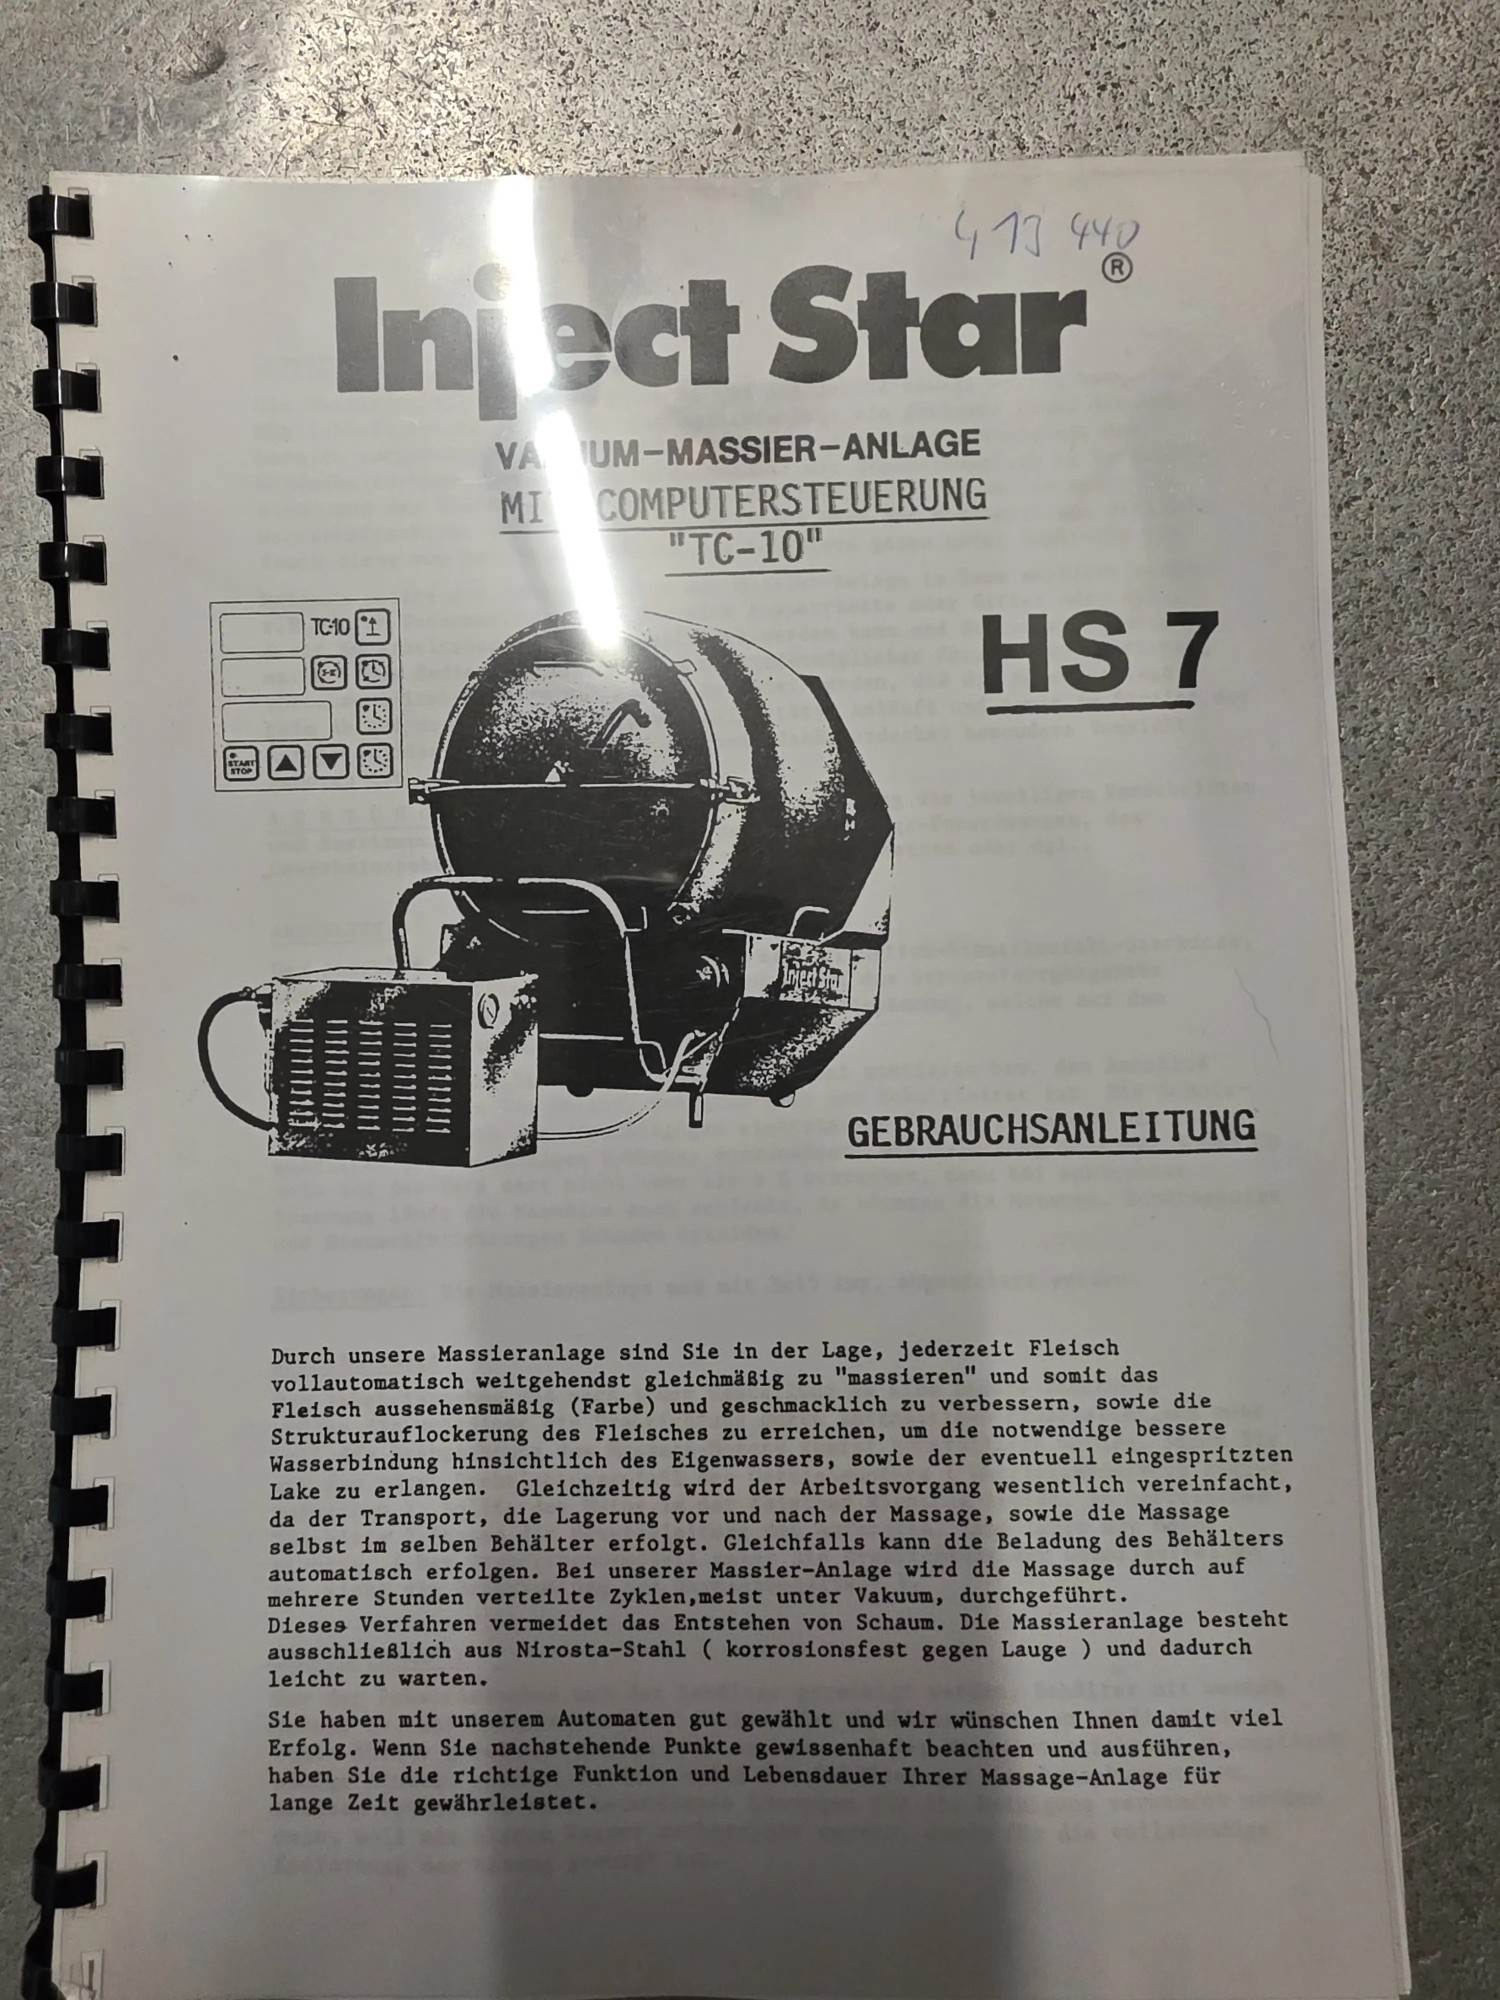 413 440
Inject Star®
VAKUUM-MASSIER-ANLAGE
MIT COMPUTERSTEUERUNG
"TC-10"
TC-10
START
STOP
HS 7
Inject Star
GEBRAUCHSANLEITUNG
Durch unsere Massieranlage sind Sie in der Lage, jederzeit Fleisch
vollautomatisch weitgehendst gleichmäßig zu "massieren" und somit das
Fleisch aussehensmäßig (Farbe) und geschmacklich zu verbessern, sowie die
Strukturauflockerung des Fleisches zu erreichen, um die notwendige bessere
Wasserbindung hinsichtlich des Eigenwassers, sowie der eventuell eingespritzten
Lake zu erlangen. Gleichzeitig wird der Arbeitsvorgang wesentlich vereinfacht,
da der Transport, die Lagerung vor und nach der Massage, sowie die Massage
selbst im selben Behälter erfolgt. Gleichfalls kann die Beladung des Behälters
automatisch erfolgen. Bei unserer Massier-Anlage wird die Massage durch auf
mehrere Stunden verteilte Zyklen,meist unter Vakuum, durchgeführt.
Dieses Verfahren vermeidet das Entstehen von Schaum. Die Massieranlage besteht
ausschließlich aus Nirosta-Stahl ( korrosionsfest gegen Lauge ) und dadurch
leicht zu warten.
Sie haben mit unserem Automaten gut gewählt und wir wünschen Ihnen damit viel
Erfolg. Wenn Sie nachstehende Punkte gewissenhaft beachten und ausführen,
haben Sie die richtige Funktion und Lebensdauer Ihrer Massage-Anlage für
lange Zeit gewährleistet.